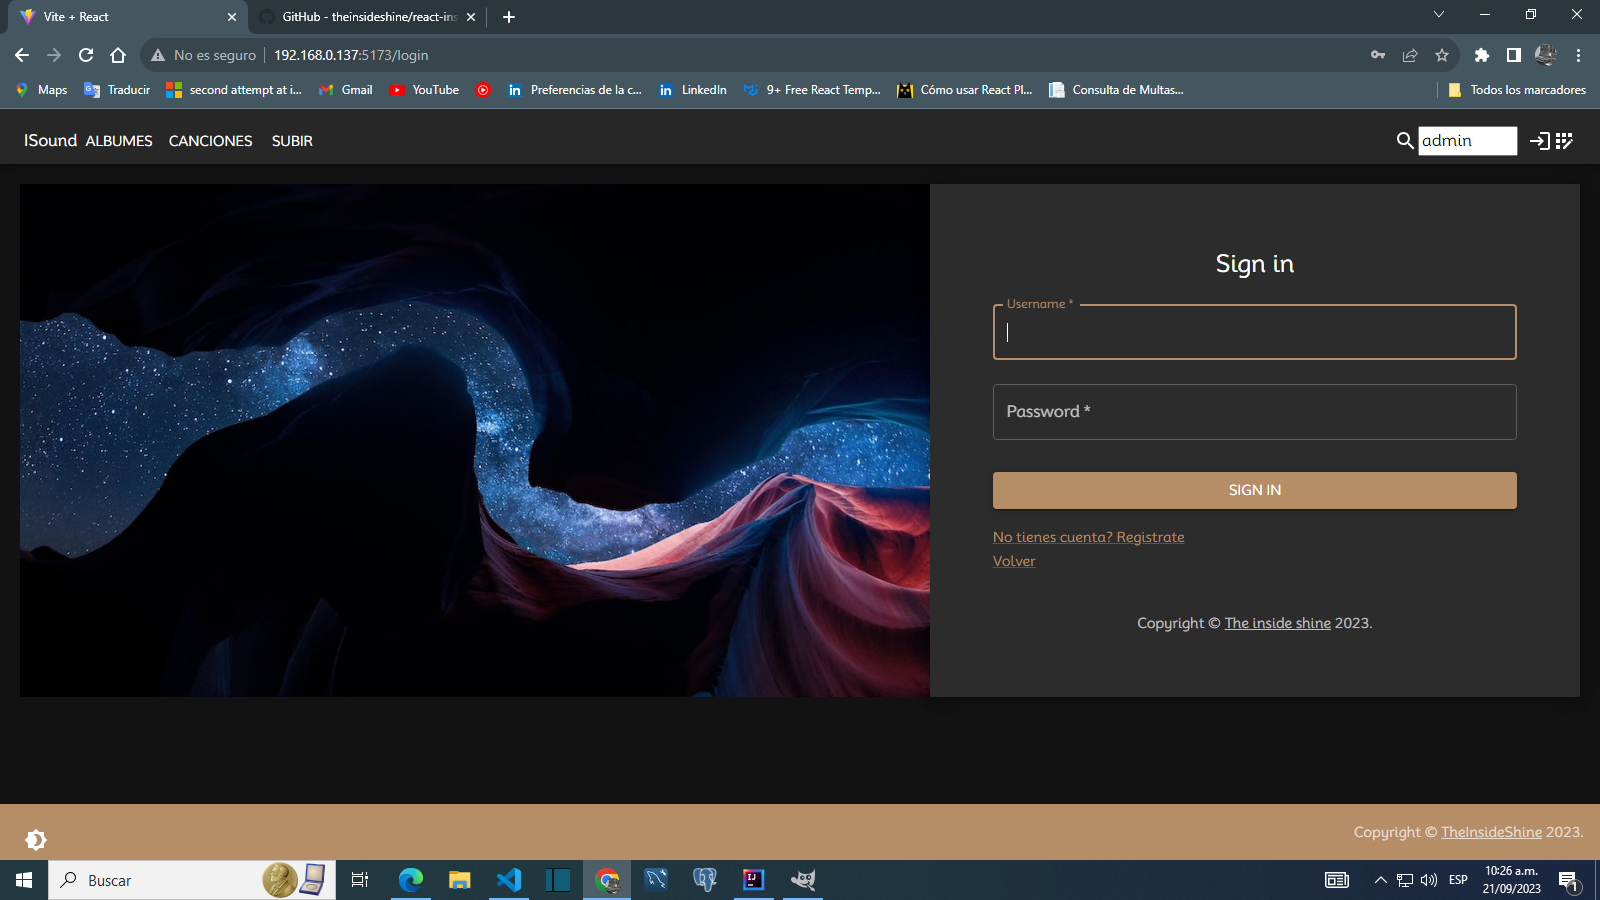 Vite + React
GitHub - theinsideshine/react-ins
No es seguro
192.168.0.137:5173/login
Maps
Traducir
second attempt at i...
Gmail
YouTube
Preferencias de la c...
LinkedIn
9+ Free React Temp...
Cómo usar React Pl...
Consulta de Multas...
Todos los marcadores
ISound ALBUMES CANCIONES SUBIR
admin
Sign in
Username *
Password *
SIGN IN
No tienes cuenta? Registrate
Volver
Copyright © The inside shine 2023.
Copyright © TheInsideShine 2023.
Buscar
ESP
10:26 a.m.
21/09/2023
1